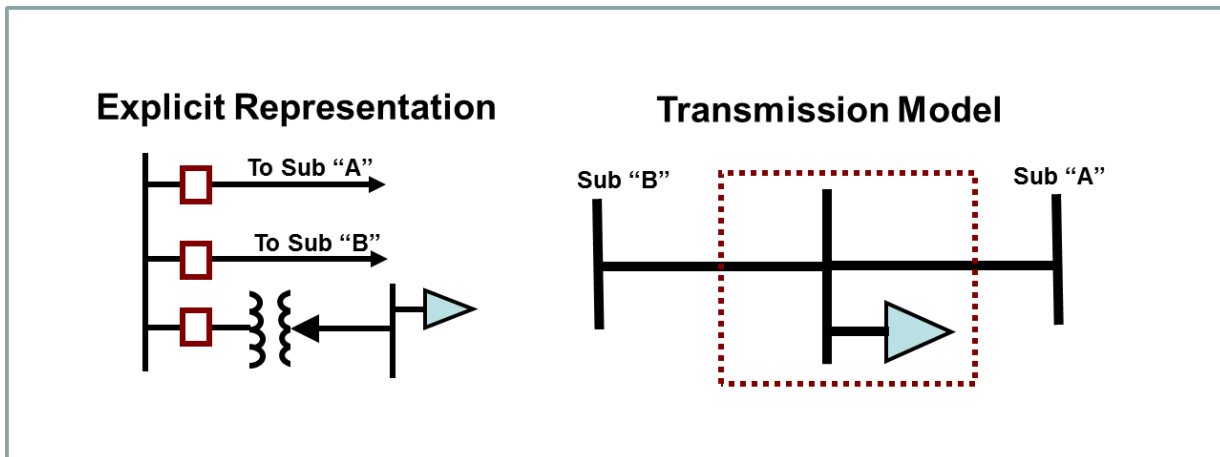 Explicit Representation
To Sub “A”
To Sub “B”
Transmission Model
Sub “B”
Sub “A”